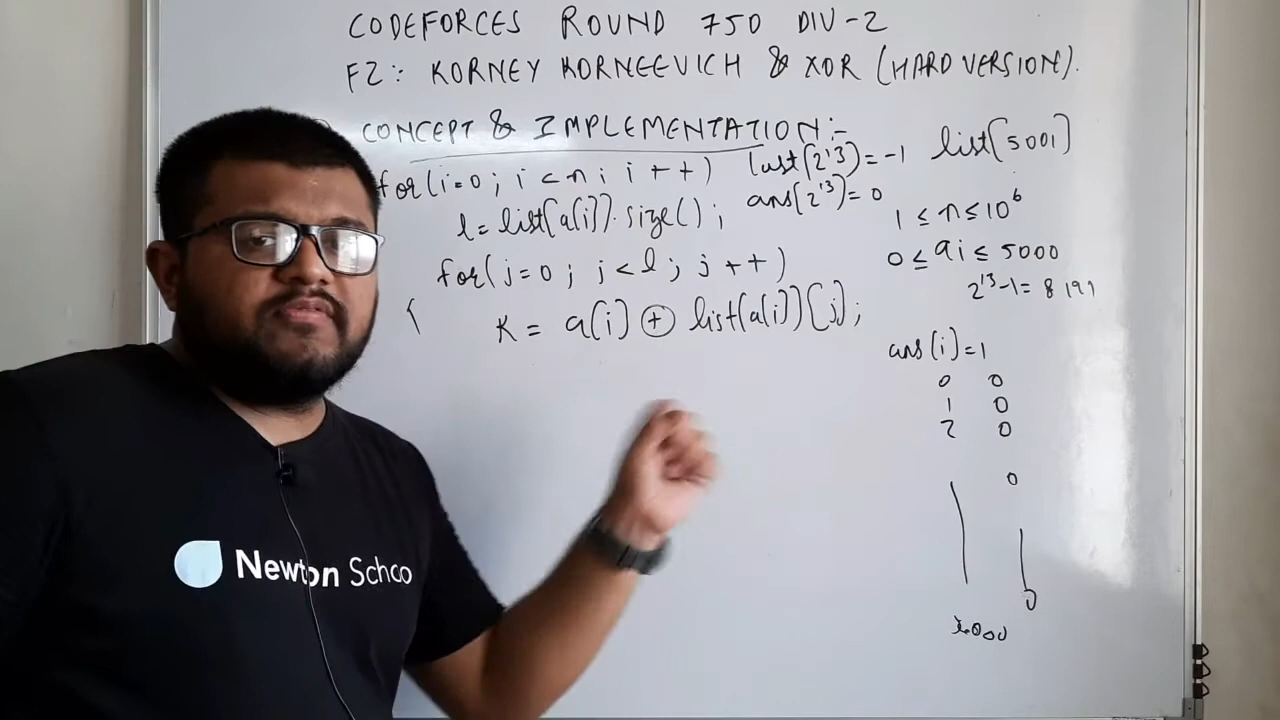 CODEFORCES ROUND 750 DIV-2
F2: KORNEY KORNEEVICH & XOR (HARD VERSION).
CONCEPT & IMPLEMENTATION:-
for(i=0; i<n; i++)
last(2^13)=-1
list[5001]
l=list(a(i)).size();
ans(2^13)=0
1≤n≤10^6
for(j=0; j<l; j++)
0≤ai≤5000
2^13-1=8191
{ K= a(i)⊕list(a(i))[j];
ans(i)=1
0 0
1 0
2 0
0
0
Newton Schoo